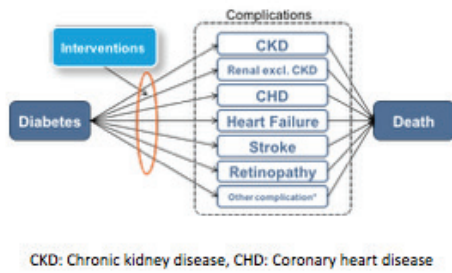 Complications
Interventions
CKD
Renal excl. CKD
CHD
Diabetes
Heart Failure
Death
Stroke
Retinopathy
Other complication*
CKD: Chronic kidney disease, CHD: Coronary heart disease